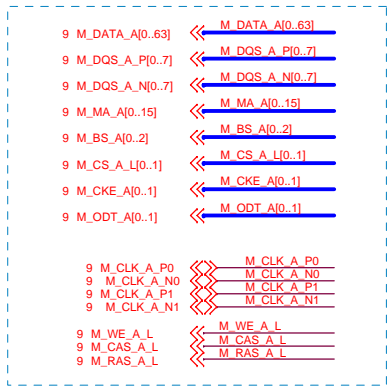 9 M_DATA_A[0..63] M_DATA_A[0..63]
9 M_DQS_A_P[0..7] M_DQS_A_P[0..7]
9 M_DQS_A_N[0..7] M_DQS_A_N[0..7]
9 M_MA_A[0..15] M_MA_A[0..15]
9 M_BS_A[0..2] M_BS_A[0..2]
9 M_CS_A_L[0..1] M_CS_A_L[0..1]
9 M_CKE_A[0..1] M_CKE_A[0..1]
9 M_ODT_A[0..1] M_ODT_A[0..1]
9 M_CLK_A_P0 M_CLK_A_P0
9 M_CLK_A_N0 M_CLK_A_N0
9 M_CLK_A_P1 M_CLK_A_P1
9 M_CLK_A_N1 M_CLK_A_N1
9 M_WE_A_L M_WE_A_L
9 M_CAS_A_L M_CAS_A_L
9 M_RAS_A_L M_RAS_A_L